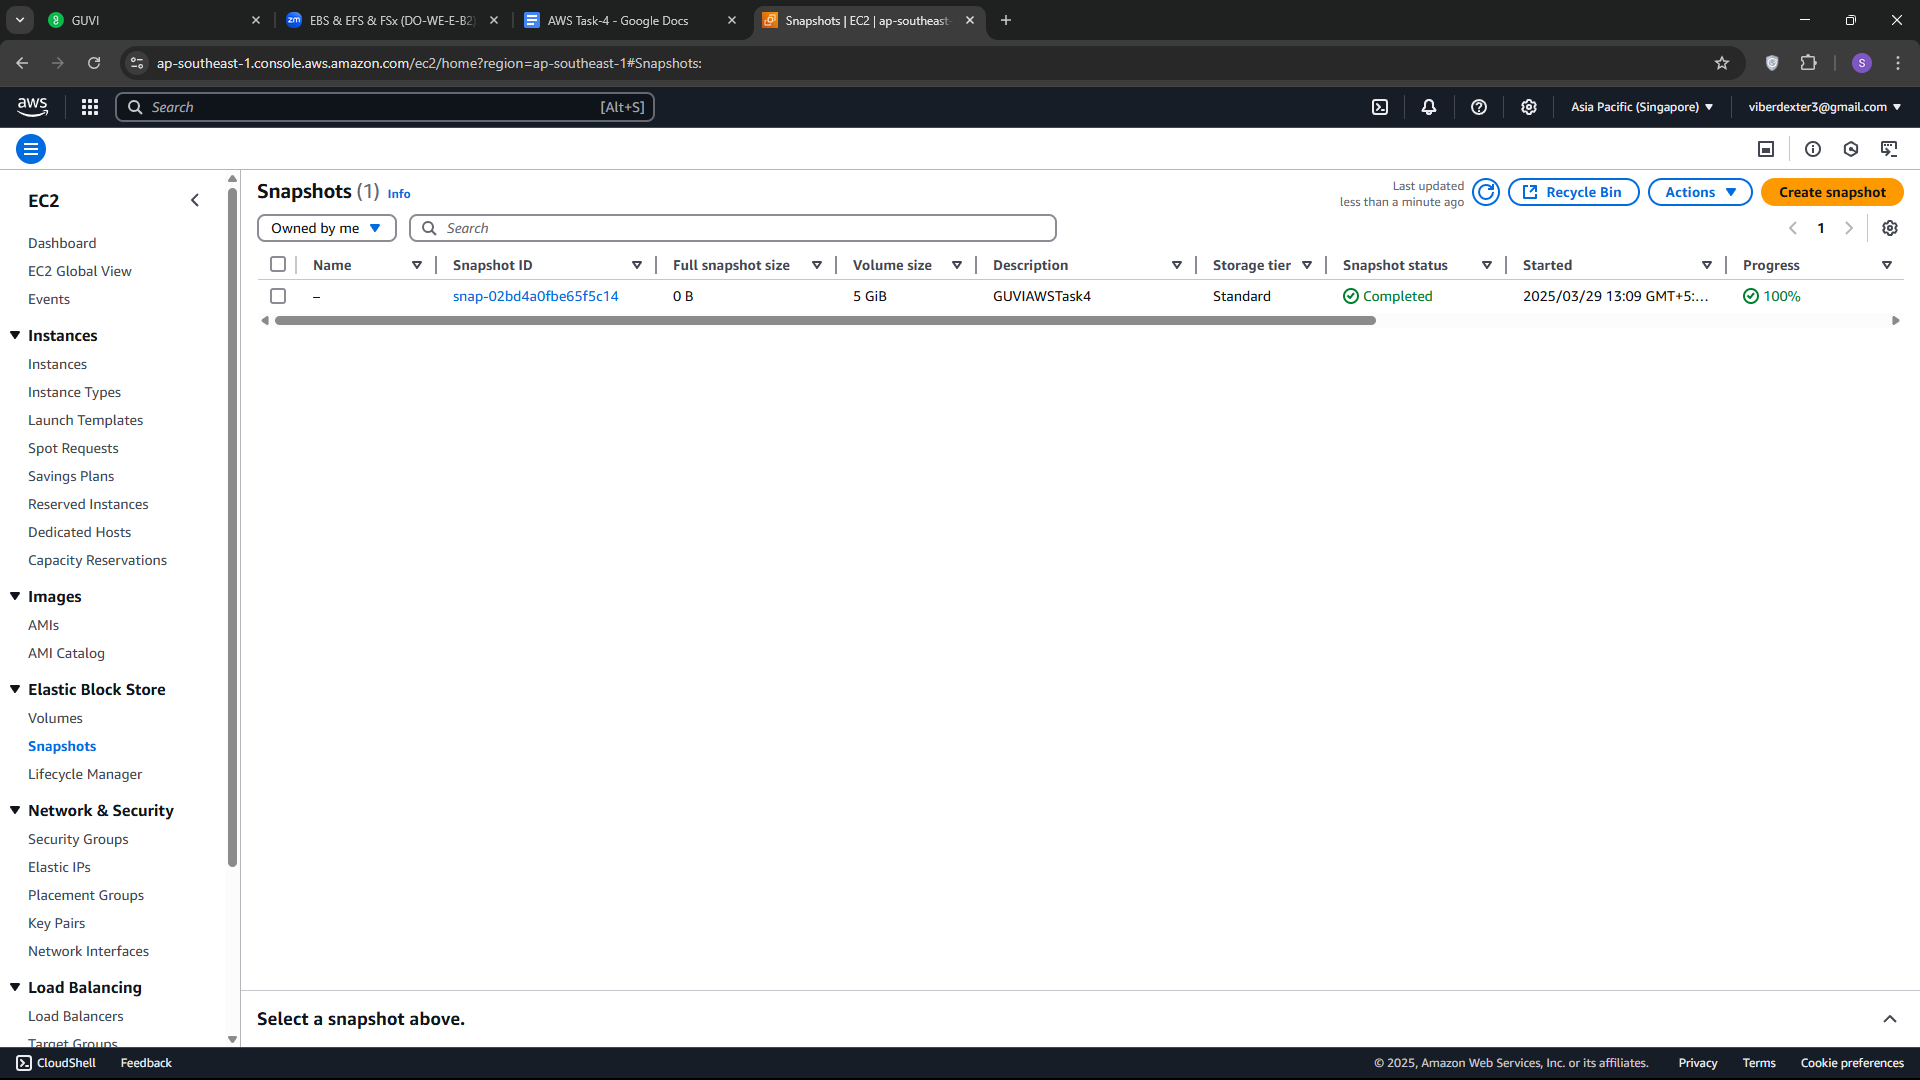 GUVI
EBS & EFS & FSx (DO-WE-E-B2)
AWS Task-4 - Google Docs
Snapshots | EC2 | ap-southeast-
ap-southeast-1.console.aws.amazon.com/ec2/home?region=ap-southeast-1#Snapshots:
S
aws
Search
[Alt+S]
Asia Pacific (Singapore)
viberdexter3@gmail.com
EC2
Dashboard
EC2 Global View
Events
Instances
Instances
Instance Types
Launch Templates
Spot Requests
Savings Plans
Reserved Instances
Dedicated Hosts
Capacity Reservations
Images
AMIs
AMI Catalog
Elastic Block Store
Volumes
Snapshots
Lifecycle Manager
Network & Security
Security Groups
Elastic IPs
Placement Groups
Key Pairs
Network Interfaces
Load Balancing
Load Balancers
Target Groups
Snapshots (1) Info
Last updated
less than a minute ago
Recycle Bin
Actions
Create snapshot
Owned by me
Search
1
Name Snapshot ID Full snapshot size Volume size Description Storage tier Snapshot status Started Progress
– snap-02bd4a0fbe65f5c14 0 B 5 GiB GUVIAWSTask4 Standard Completed 2025/03/29 13:09 GMT+5:... 100%
Select a snapshot above.
CloudShell Feedback
© 2025, Amazon Web Services, Inc. or its affiliates. Privacy Terms Cookie preferences